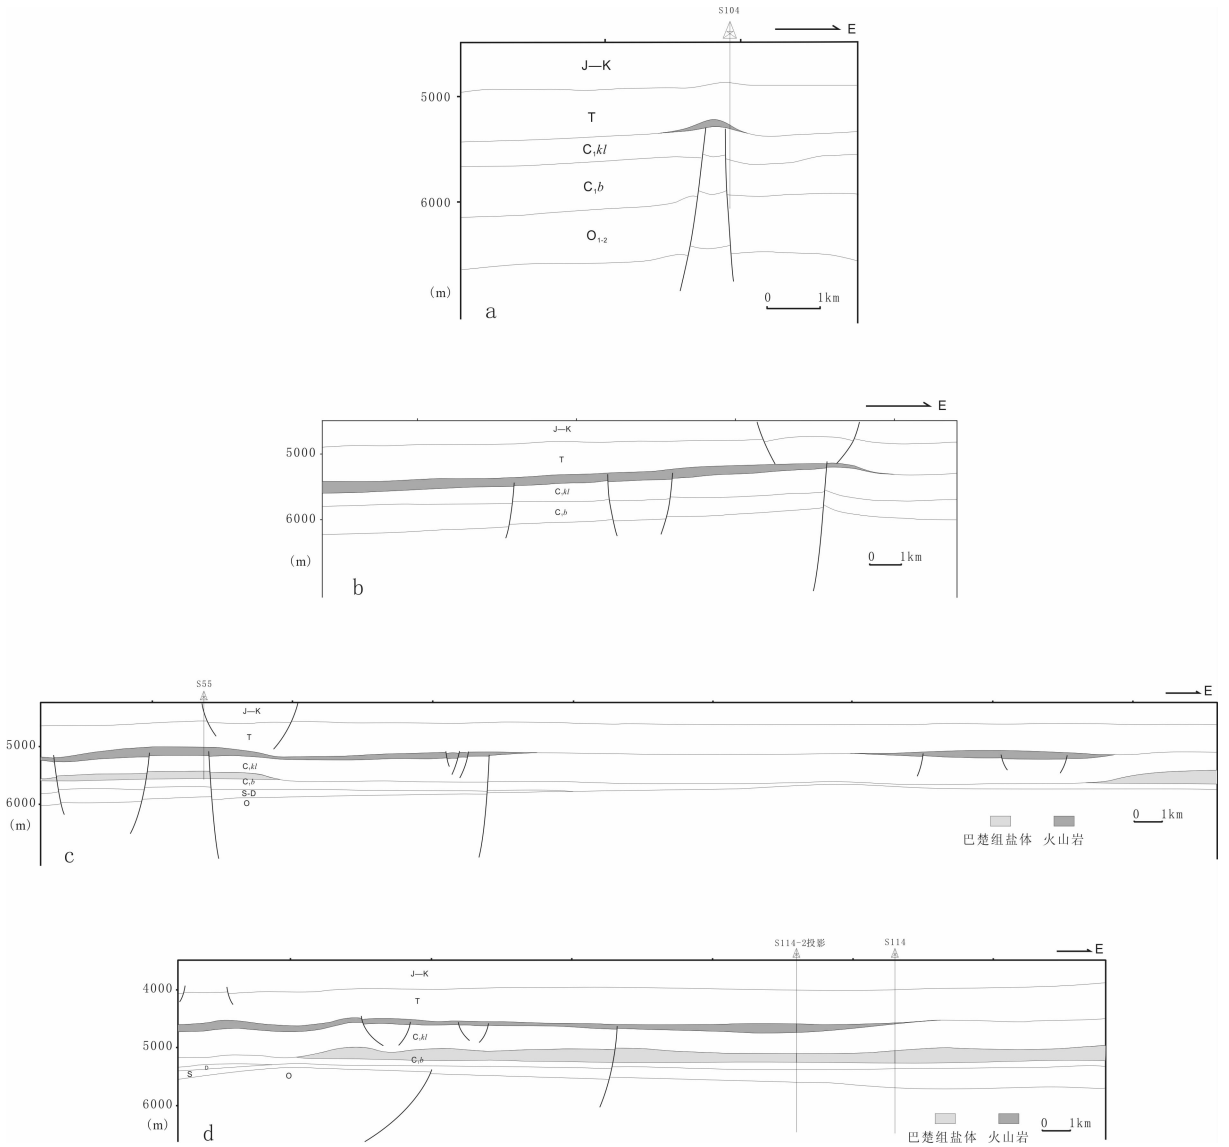 S104
E
J—K
5000
T
C₁kl
C₁b
6000
O₁₋₂
(m)
a
0 1km
E
J—K
5000
T
C₁kl
C₁b
6000
(m)
b
0 1km
S55
E
J—K
T
5000
C₁kl
C₁b
S-D
6000
O
(m)
c
0 1km
巴楚组盐体 火山岩
S114-2投影 S114
E
J—K
4000
T
C₁kl
5000
C₁b
D
S
O
6000
(m)
d
0 1km
巴楚组盐体 火山岩